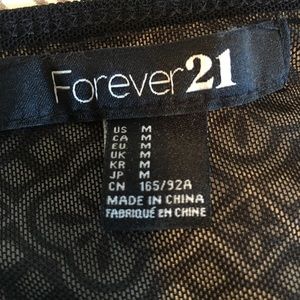 Forever21
US M
CA M
EU M
UK M
KR M
JP M
CN 165/92A
MADE IN CHINA
FABRIQUÉ EN CHINE